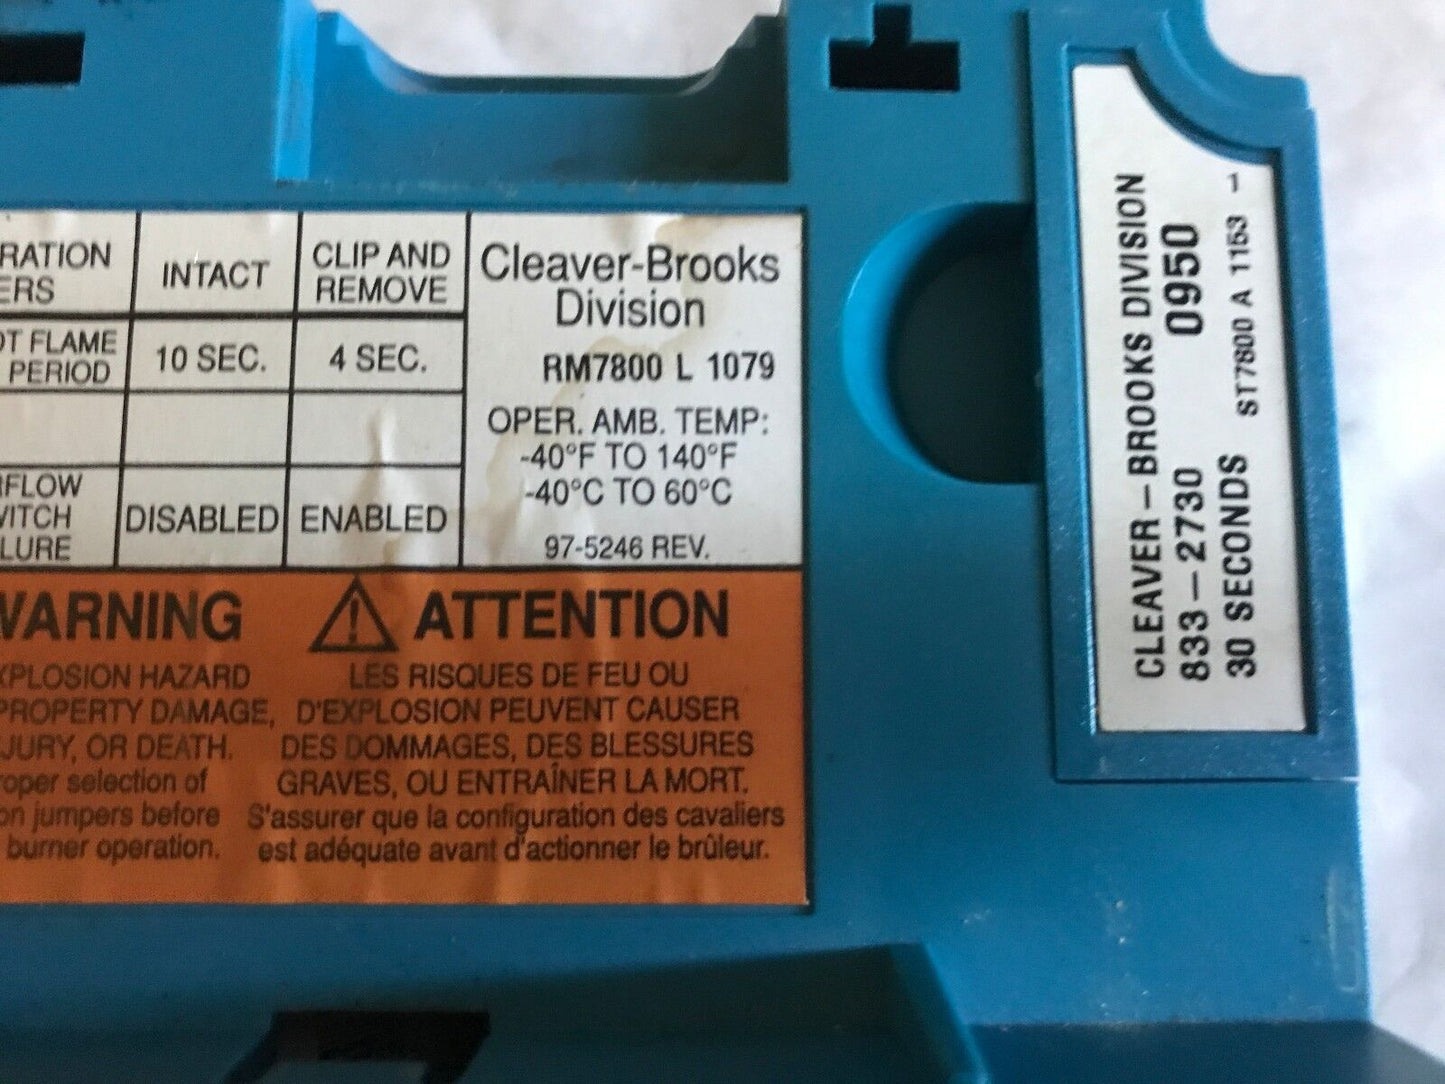 RATION
ERS
INTACT
CLIP AND
REMOVE
OT FLAME
PERIOD
10 SEC.
4 SEC.
RFLOW
WITCH
LURE
DISABLED
ENABLED
Cleaver-Brooks
Division
RM7800 L 1079
OPER. AMB. TEMP:
-40°F TO 140°F
-40°C TO 60°C
97-5246 REV.
WARNING
XPLOSION HAZARD
PROPERTY DAMAGE,
JURY, OR DEATH.
roper selection of
on jumpers before
burner operation.
ATTENTION
LES RISQUES DE FEU OU
D'EXPLOSION PEUVENT CAUSER
DES DOMMAGES, DES BLESSURES
GRAVES, OU ENTRAÎNER LA MORT.
S'assurer que la configuration des cavaliers
est adéquate avant d'actionner le brûleur.
CLEAVER-BROOKS DIVISION
833-2730 0950
30 SECONDS ST7800 A 1153 -